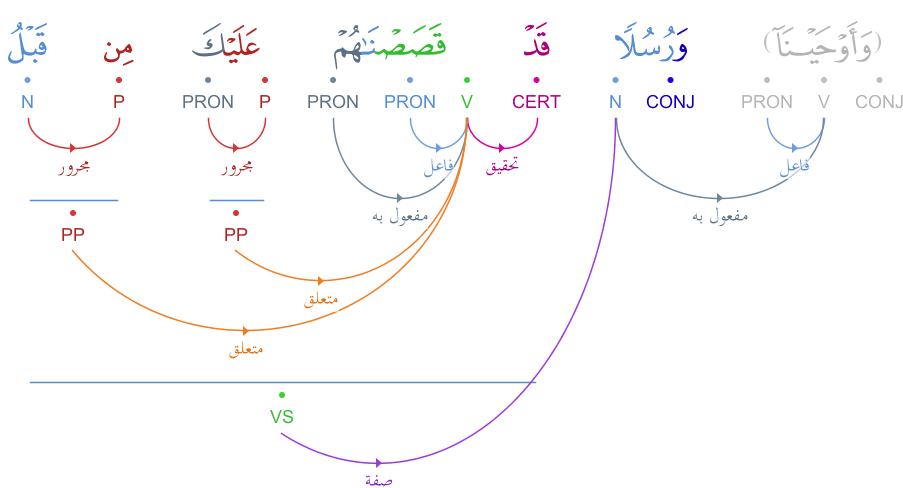 (وَأَوْحَيْنَآ) وَرُسُلًا قَدْ قَصَصْنَٰهُمْ عَلَيْكَ مِن قَبْلُ
CONJ V PRON CONJ N CERT V PRON PRON P PRON P N
فاعل تحقيق فاعل مجرور مجرور
مفعول به مفعول به
PP PP
متعلق
متعلق
VS
صفة